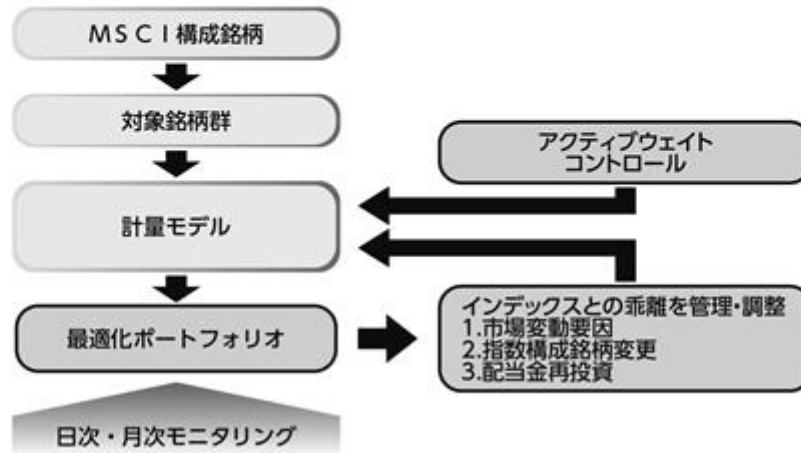 MSCI構成銘柄
対象銘柄群
アクティブウェイト
コントロール
計量モデル
最適化ポートフォリオ
インデックスとの乖離を管理・調整
1.市場変動要因
2.指数構成銘柄変更
3.配当金再投資
日次・月次モニタリング